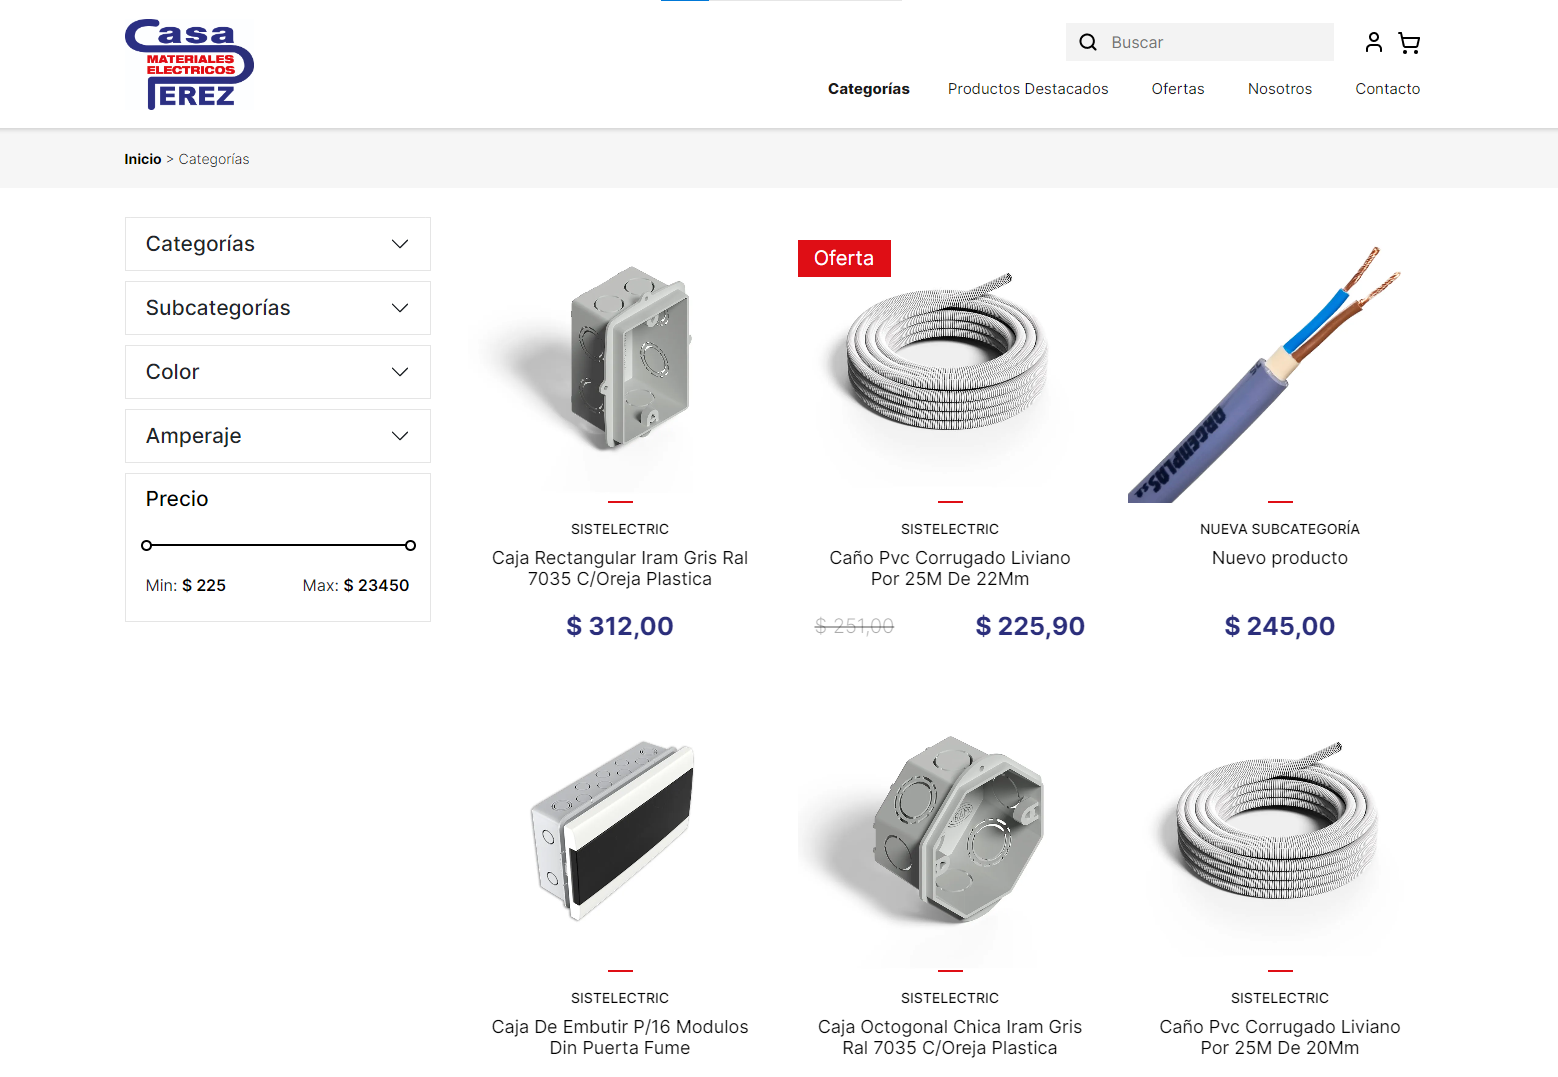 Casa
MATERIALES
ELECTRICOS
PEREZ
Buscar
Categorías
Productos Destacados
Ofertas
Nosotros
Contacto
Inicio > Categorías
Categorías
Subcategorías
Color
Amperaje
Precio
Min: $ 225
Max: $ 23450
SISTELECTRIC
Caja Rectangular Iram Gris Ral
7035 C/Oreja Plastica
$ 312,00
Oferta
SISTELECTRIC
Caño Pvc Corrugado Liviano
Por 25M De 22Mm
$ 251,00
$ 225,90
ARGENPLAS
NUEVA SUBCATEGORÍA
Nuevo producto
$ 245,00
SISTELECTRIC
Caja De Embutir P/16 Modulos
Din Puerta Fume
SISTELECTRIC
Caja Octogonal Chica Iram Gris
Ral 7035 C/Oreja Plastica
SISTELECTRIC
Caño Pvc Corrugado Liviano
Por 25M De 20Mm